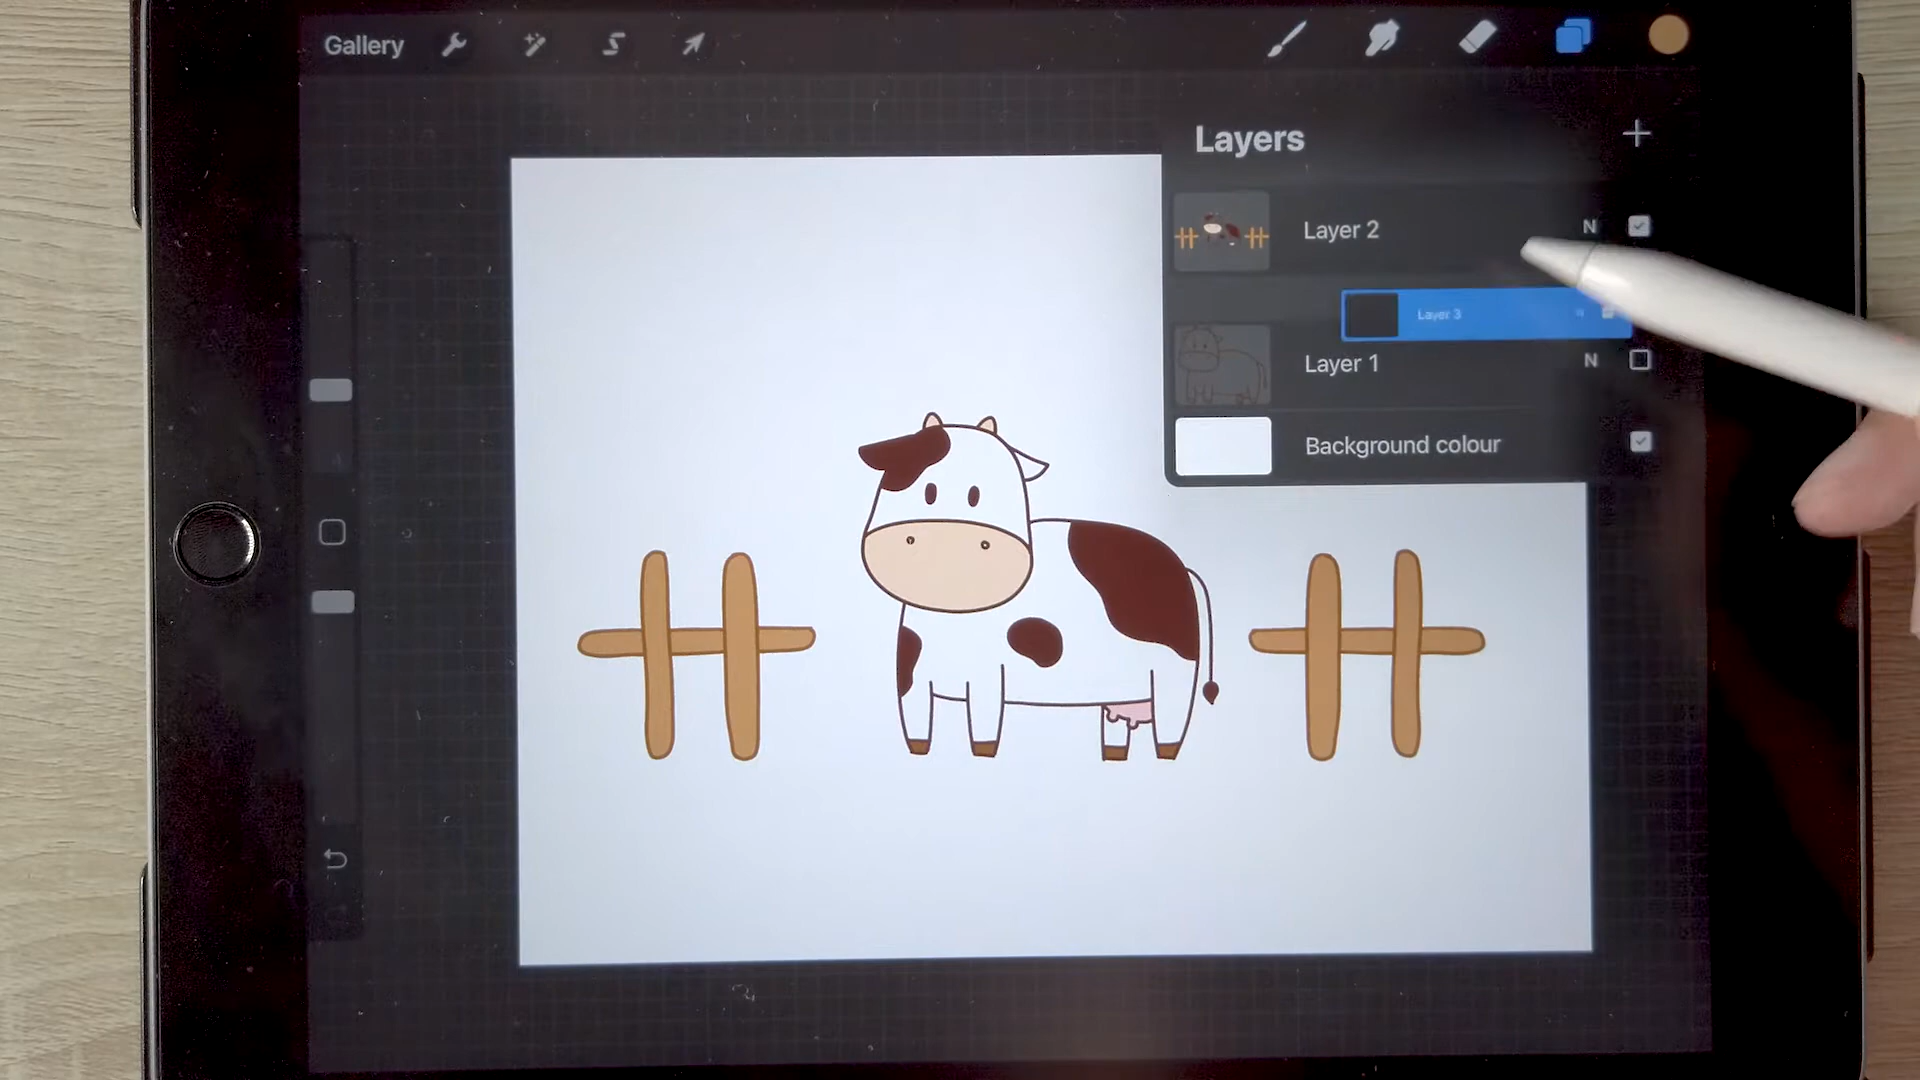 Gallery
Layers
Layer 2 N
Layer 3
Layer 1 N
Background colour